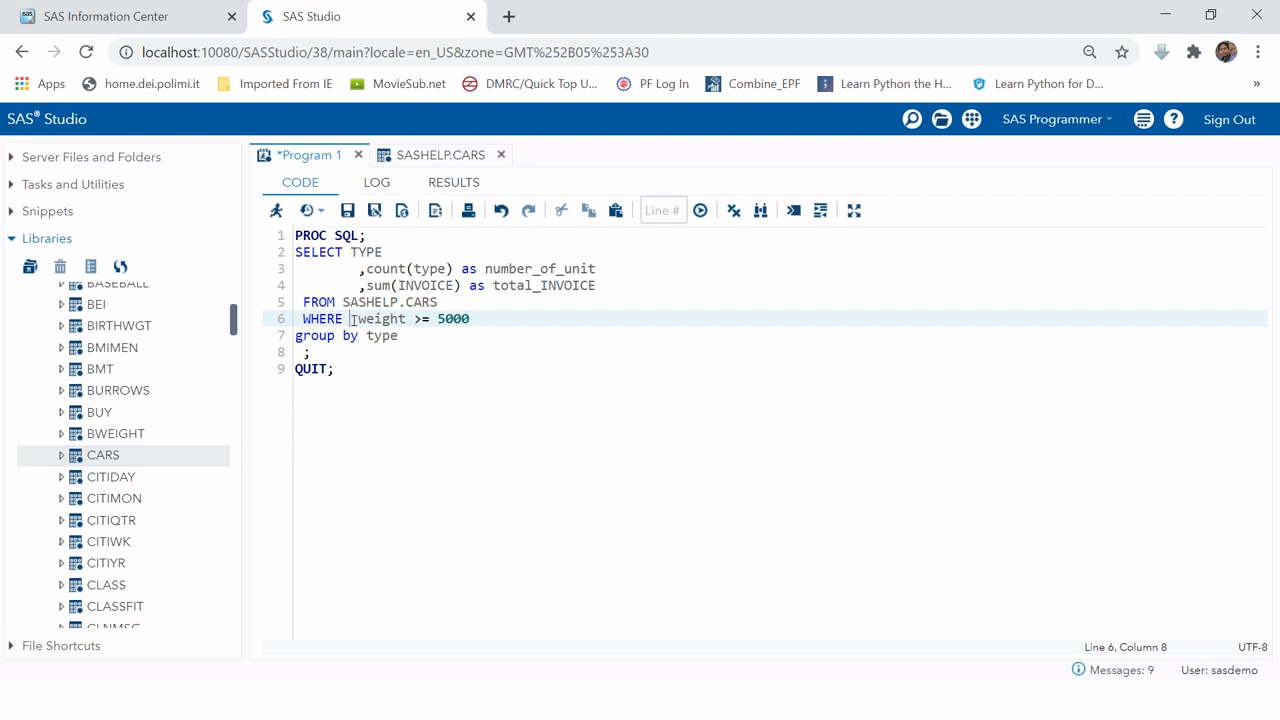 SAS Information Center
SAS Studio
localhost:10080/SASStudio/38/main?locale=en_US&zone=GMT%252B05%253A30
Apps
home.dei.polimi.it
Imported From IE
MovieSub.net
DMRC/Quick Top U...
PF Log In
Combine_EPF
Learn Python the H...
Learn Python for D...
»
SAS® Studio
SAS Programmer
Sign Out
Server Files and Folders
Tasks and Utilities
Snippets
Libraries
BASEBALL
BEI
BIRTHWGT
BMIMEN
BMT
BURROWS
BUY
BWEIGHT
CARS
CITIDAY
CITIMON
CITIQTR
CITIWK
CITIYR
CLASS
CLASSFIT
CLNMSG
File Shortcuts
*Program 1
SASHELP.CARS
CODE
LOG
RESULTS
Line #
1 PROC SQL;
2 SELECT TYPE
3 ,count(type) as number_of_unit
4 ,sum(INVOICE) as total_INVOICE
5 FROM SASHELP.CARS
6 WHERE weight >= 5000
7 group by type
8 ;
9 QUIT;
Line 6, Column 8
UTF-8
Messages: 9
User: sasdemo